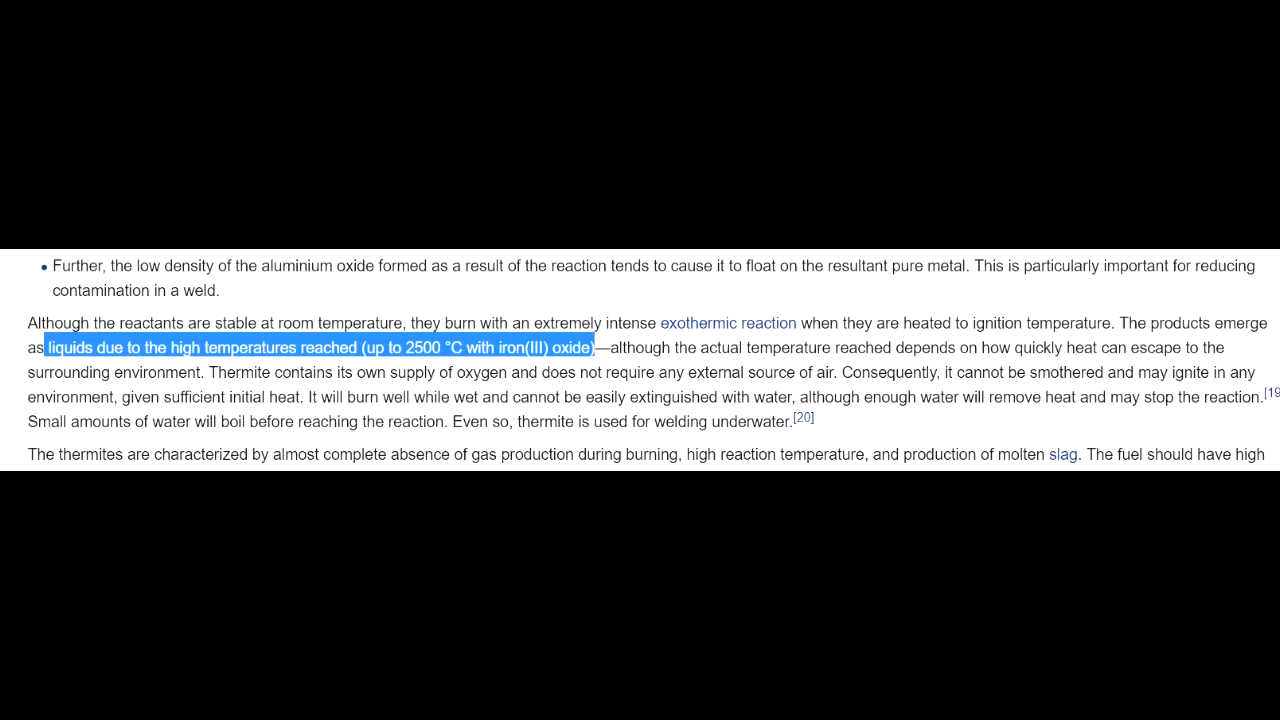 • Further, the low density of the aluminium oxide formed as a result of the reaction tends to cause it to float on the resultant pure metal. This is particularly important for reducing
contamination in a weld.
Although the reactants are stable at room temperature, they burn with an extremely intense exothermic reaction when they are heated to ignition temperature. The products emerge
as liquids due to the high temperatures reached (up to 2500 °C with iron(III) oxide)—although the actual temperature reached depends on how quickly heat can escape to the
surrounding environment. Thermite contains its own supply of oxygen and does not require any external source of air. Consequently, it cannot be smothered and may ignite in any
environment, given sufficient initial heat. It will burn well while wet and cannot be easily extinguished with water, although enough water will remove heat and may stop the reaction.[19
Small amounts of water will boil before reaching the reaction. Even so, thermite is used for welding underwater.[20]
The thermites are characterized by almost complete absence of gas production during burning, high reaction temperature, and production of molten slag. The fuel should have high